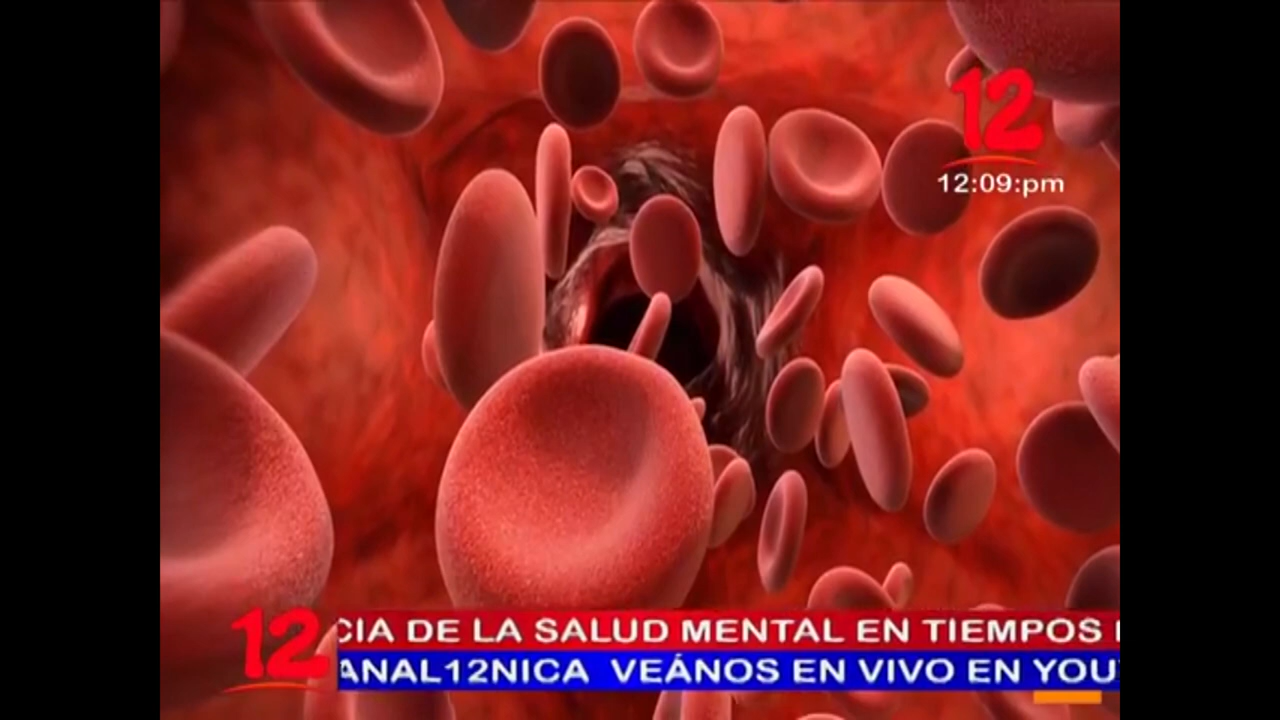 12
12:09:pm
12
CIA DE LA SALUD MENTAL EN TIEMPOS
ANAL12NICA VEÁNOS EN VIVO EN YOU